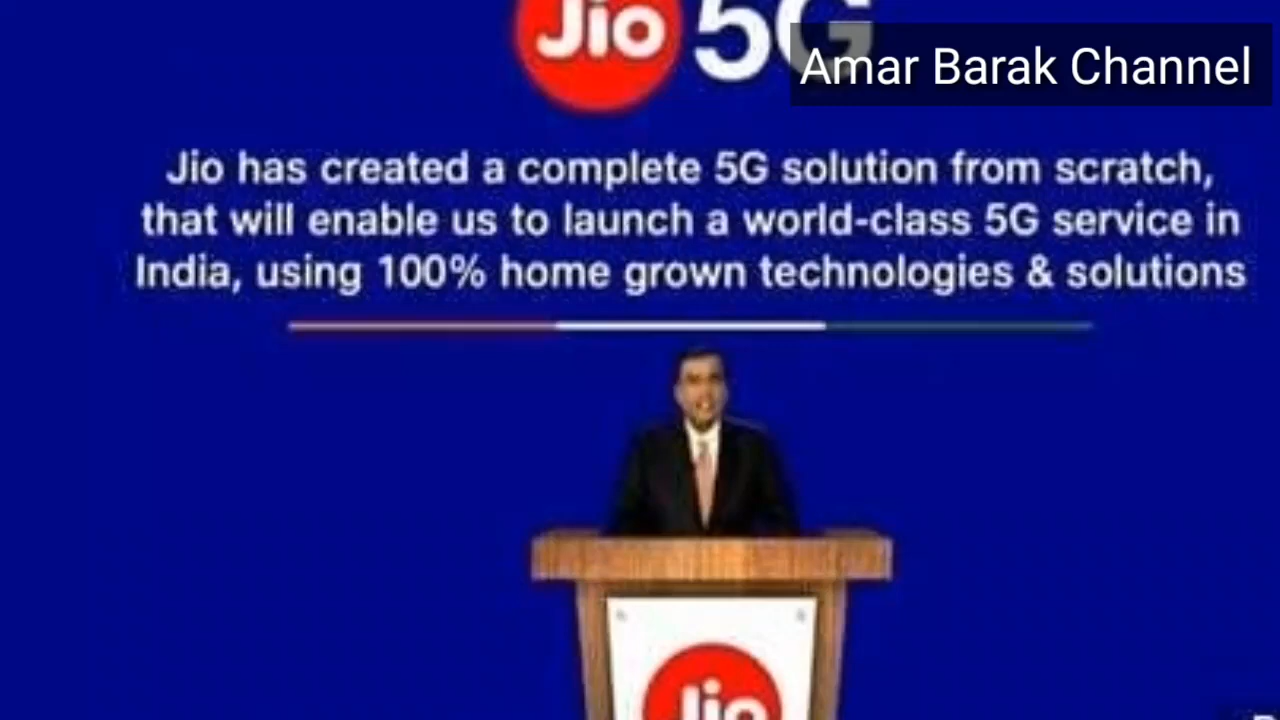 Jio 5G
Amar Barak Channel
Jio has created a complete 5G solution from scratch,
that will enable us to launch a world-class 5G service in
India, using 100% home grown technologies & solutions
Jio